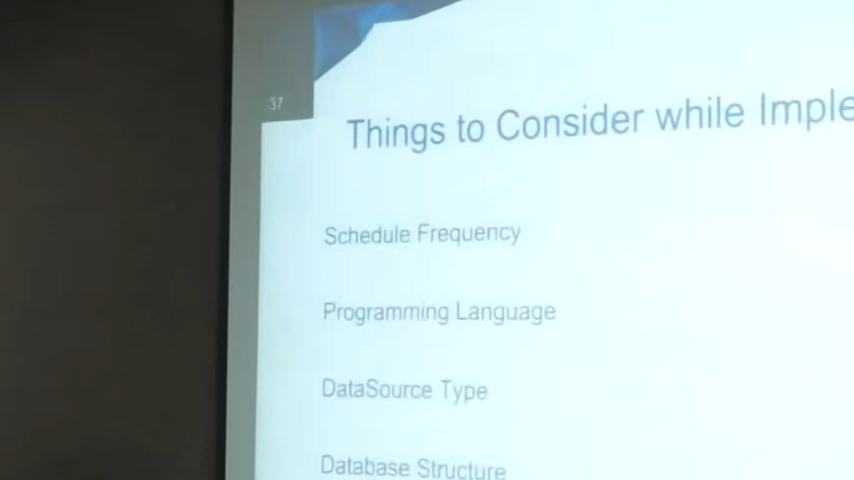 37
Things to Consider while Imple
Schedule Frequency
Programming Language
DataSource Type
Database Structure